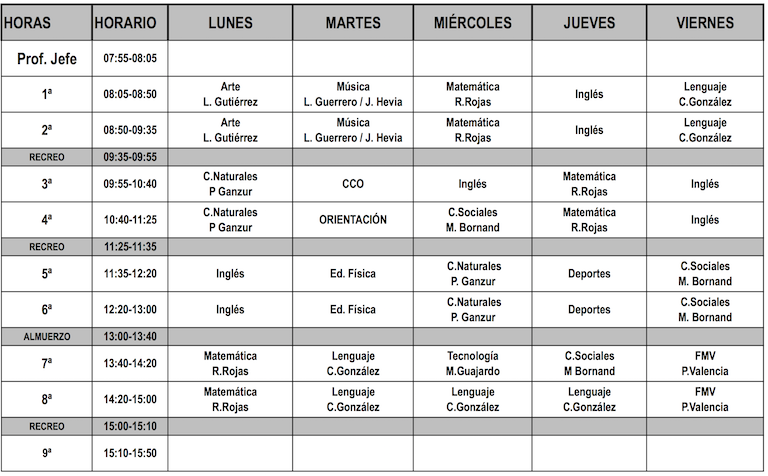 HORAS HORARIO LUNES MARTES MIÉRCOLES JUEVES VIERNES
Prof. Jefe 07:55-08:05
1ª 08:05-08:50 Arte Música Matemática Inglés Lenguaje
L. Gutiérrez L. Guerrero / J. Hevia R.Rojas C.González
2ª 08:50-09:35 Arte Música Matemática Inglés Lenguaje
L. Gutiérrez L. Guerrero / J. Hevia R.Rojas C.González
RECREO 09:35-09:55
3ª 09:55-10:40 C.Naturales CCO Inglés Matemática Inglés
P Ganzur R.Rojas
4ª 10:40-11:25 C.Naturales ORIENTACIÓN C.Sociales Matemática Inglés
P Ganzur M. Bornand R.Rojas
RECREO 11:25-11:35
5ª 11:35-12:20 Inglés Ed. Física C.Naturales Deportes C.Sociales
P. Ganzur M. Bornand
6ª 12:20-13:00 Inglés Ed. Física C.Naturales Deportes C.Sociales
P. Ganzur M. Bornand
ALMUERZO 13:00-13:40
7ª 13:40-14:20 Matemática Lenguaje Tecnología C.Sociales FMV
R.Rojas C.González M.Guajardo M Bornand P.Valencia
8ª 14:20-15:00 Matemática Lenguaje Lenguaje Lenguaje FMV
R.Rojas C.González C.González C.González P.Valencia
RECREO 15:00-15:10
9ª 15:10-15:50